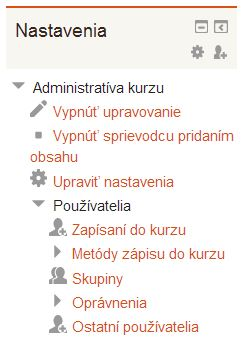 Nastavenia
Administratíva kurzu
Vypnúť upravovanie
Vypnúť sprievodcu pridaním
obsahu
Upraviť nastavenia
Používatelia
Zapísaní do kurzu
Metódy zápisu do kurzu
Skupiny
Oprávnenia
Ostatní používatelia